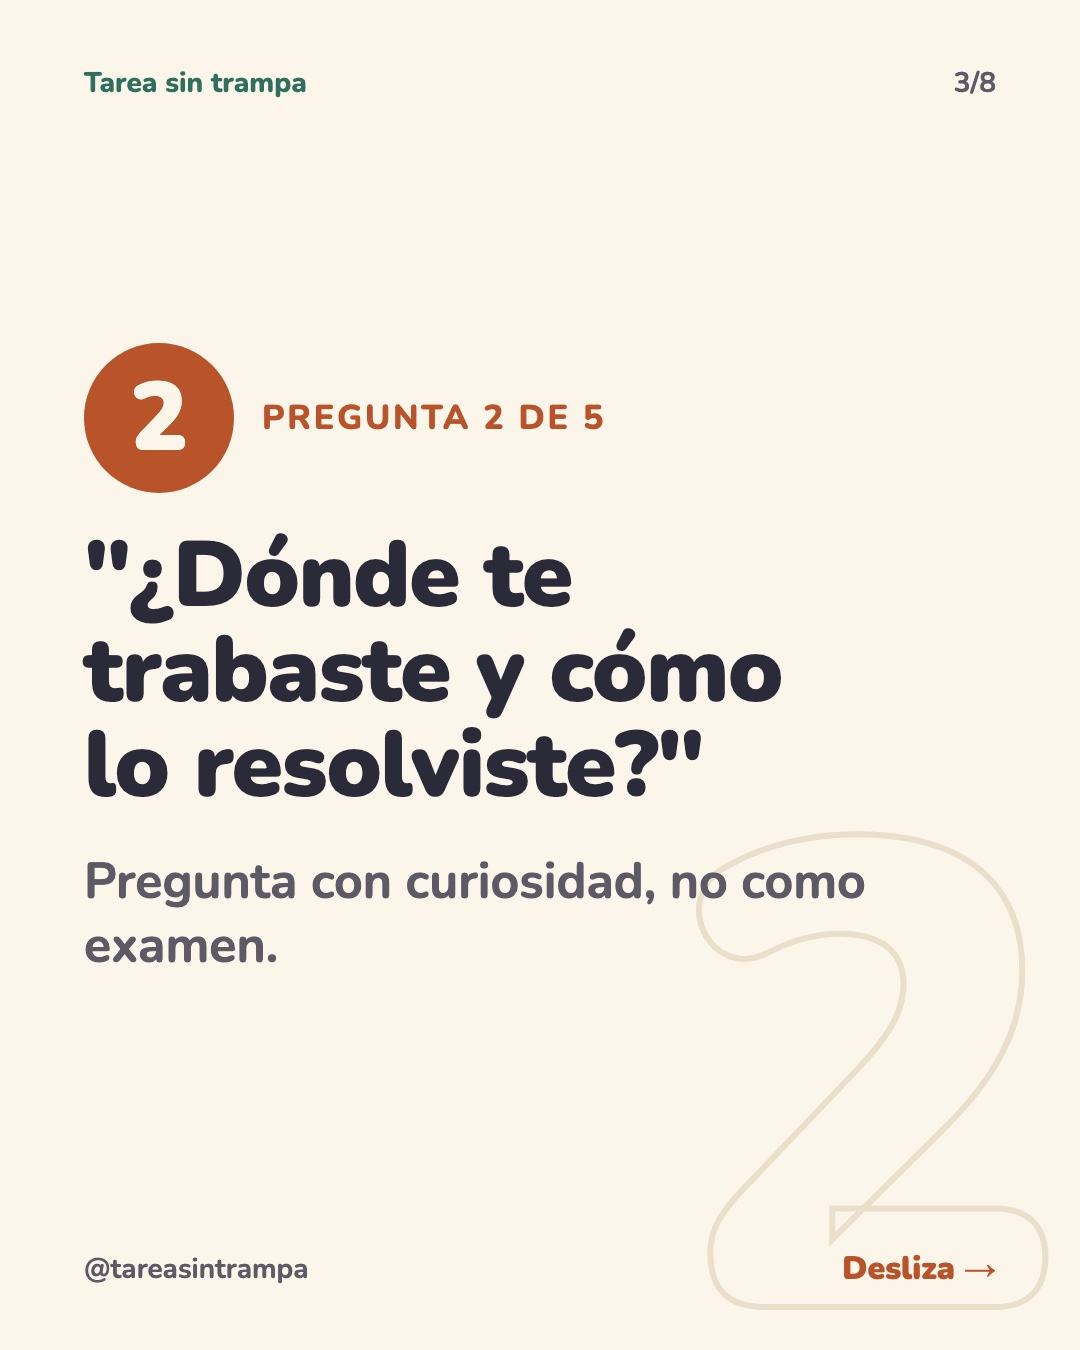 Tarea sin trampa
3/8
2
PREGUNTA 2 DE 5
"¿Dónde te
trabaste y cómo
lo resolviste?"
Pregunta con curiosidad, no como
examen.
2
@tareasintrampa
Desliza →